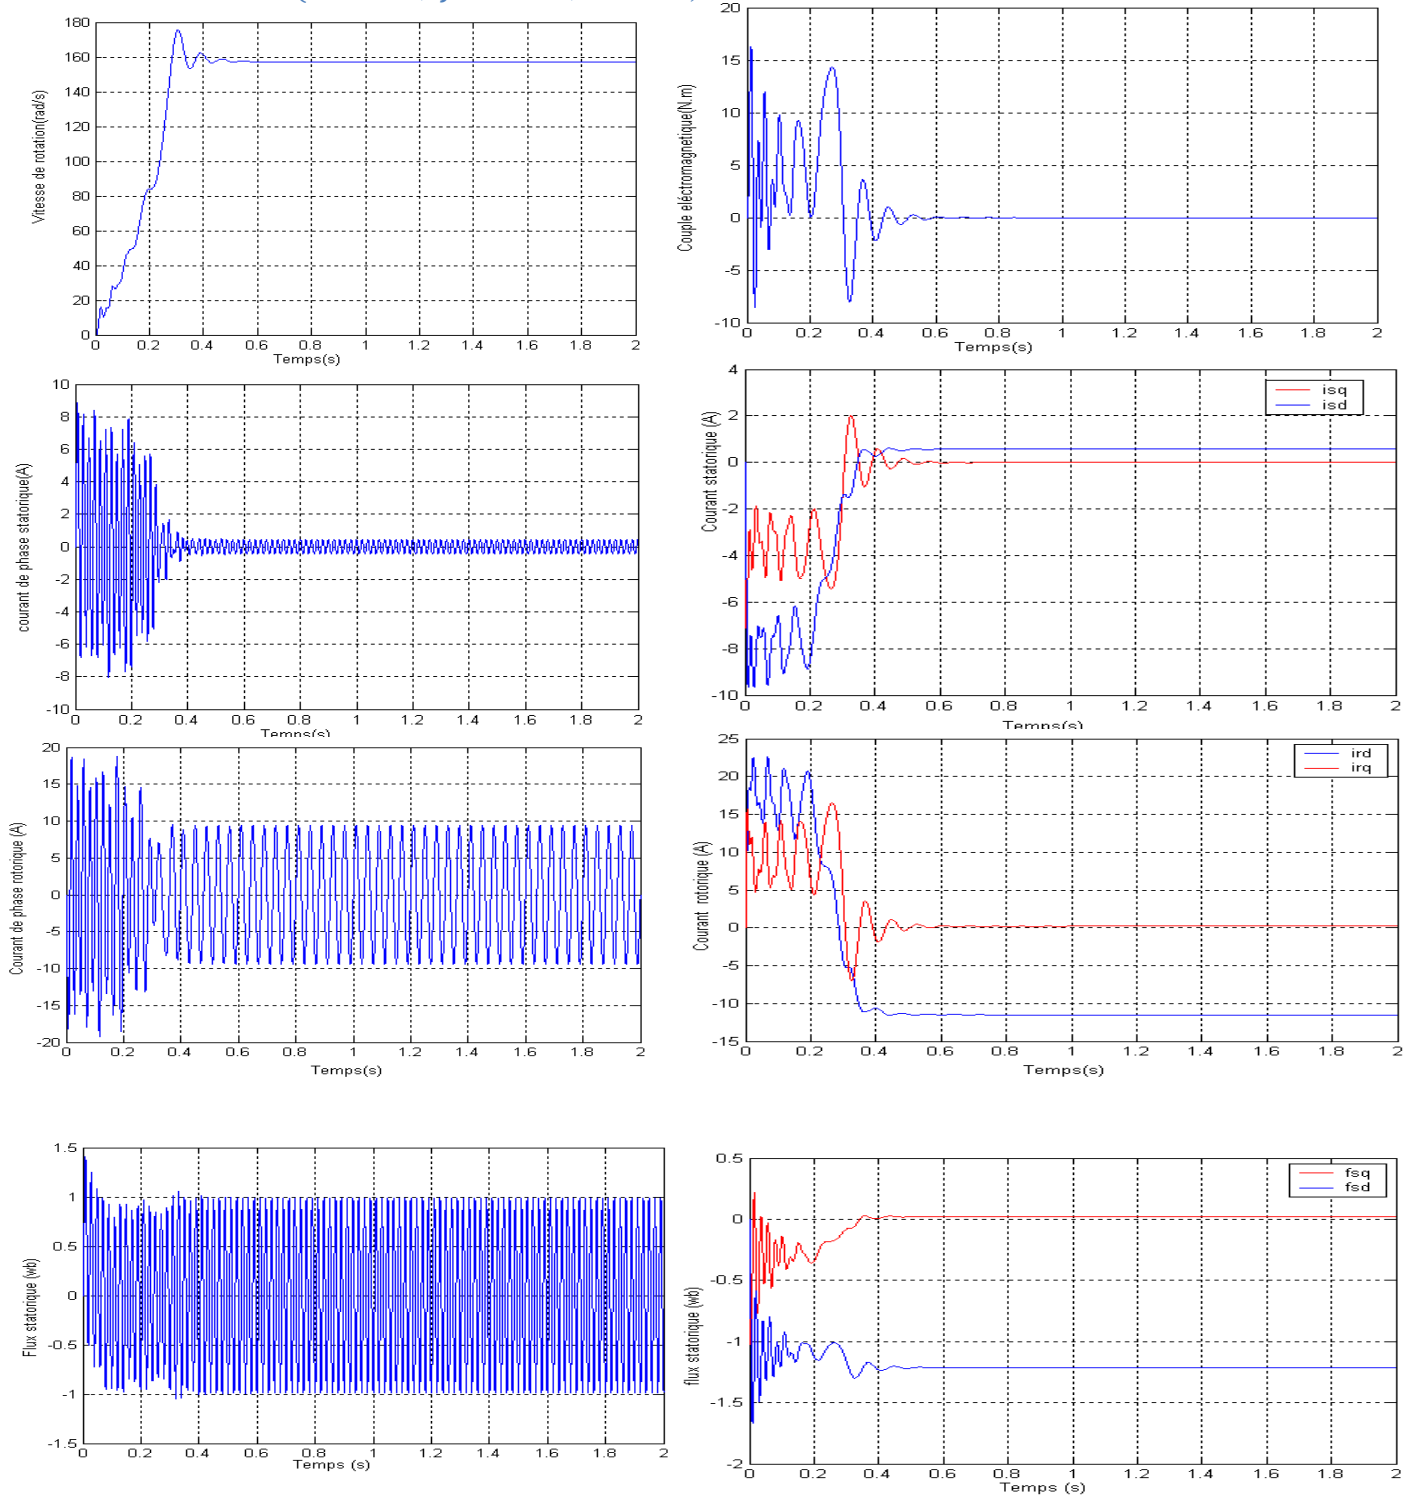 180
160
140
120
100
80
60
40
20
0
Vitesse de rotation(rad/s)
0 0.2 0.4 0.6 0.8 1 1.2 1.4 1.6 1.8 2
Temps(s)
20
15
10
5
0
-5
-10
Couple eléctromagnetique(N.m)
0 0.2 0.4 0.6 0.8 1 1.2 1.4 1.6 1.8 2
Temps(s)
10
8
6
4
2
0
-2
-4
-6
-8
-10
courant de phase statorique(A)
0 0.2 0.4 0.6 0.8 1 1.2 1.4 1.6 1.8 2
Temps(s)
4
2
0
-2
-4
-6
-8
-10
Courant statorique (A)
isq
isd
0 0.2 0.4 0.6 0.8 1 1.2 1.4 1.6 1.8 2
Temps(s)
20
15
10
5
0
-5
-10
-15
-20
Courant de phase rotorique (A)
0 0.2 0.4 0.6 0.8 1 1.2 1.4 1.6 1.8 2
Temps(s)
25
20
15
10
5
0
-5
-10
-15
Courant rotorique (A)
ird
irq
0 0.2 0.4 0.6 0.8 1 1.2 1.4 1.6 1.8 2
Temps(s)
1.5
1
0.5
0
-0.5
-1
-1.5
Flux statorique (wb)
0 0.2 0.4 0.6 0.8 1 1.2 1.4 1.6 1.8 2
Temps (s)
0.5
0
-0.5
-1
-1.5
-2
flux statorique (wb)
fsq
fsd
0 0.2 0.4 0.6 0.8 1 1.2 1.4 1.6 1.8 2
Temps (s)